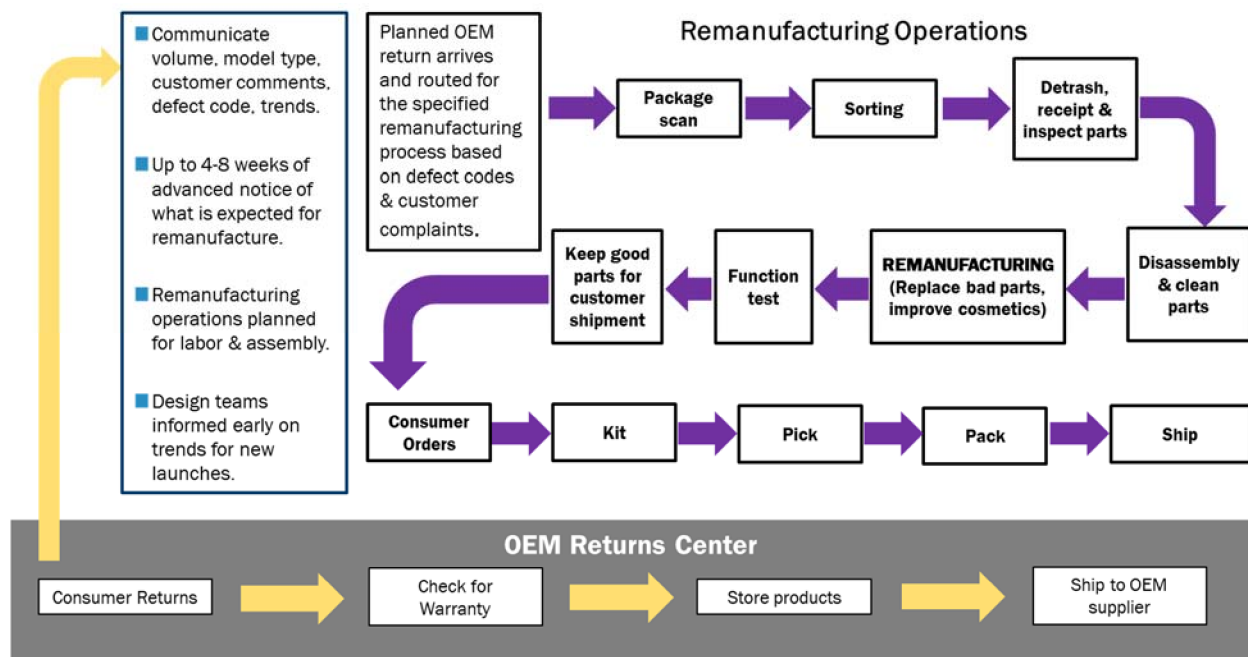 Communicate
volume, model type,
customer comments,
defect code, trends.
Up to 4-8 weeks of
advanced notice of
what is expected for
remanufacture.
Remanufacturing
operations planned
for labor & assembly.
Design teams
informed early on
trends for new
launches.
Planned OEM
return arrives
and routed for
the specified
remanufacturing
process based
on defect codes
& customer
complaints.
Remanufacturing Operations
Package
scan
Sorting
Detrash,
receipt &
inspect parts
Disassembly
& clean
parts
REMANUFACTURING
(Replace bad parts,
improve cosmetics)
Function
test
Keep good
parts for
customer
shipment
Consumer
Orders
Kit
Pick
Pack
Ship
OEM Returns Center
Consumer Returns
Check for
Warranty
Store products
Ship to OEM
supplier